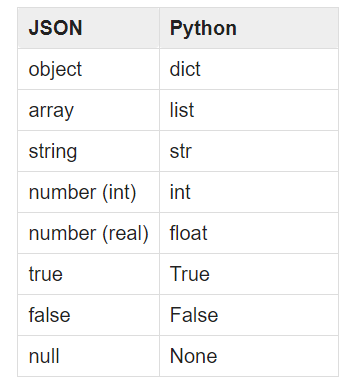 JSON Python
object dict
array list
string str
number (int) int
number (real) float
true True
false False
null None